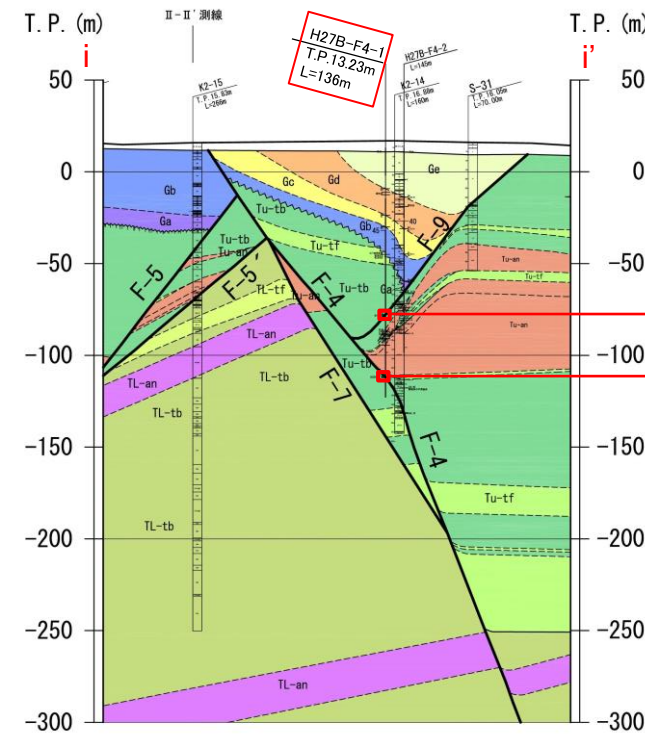 T. P. (m)
i
Ⅱ-Ⅱ' 測線
H27B-F4-1
T.P.13.23m
L=136m
H27B-F4-2
L=145m
T. P. (m)
i'
K2-15
T.P.15.63m
L=266m
K2-14
T.P.16.88m
L=160m
S-31
T.P.16.05m
L=70.00m
50
50
0
0
-50
-50
-100
-100
-150
-150
-200
-200
-250
-250
-300
-300
Gb
Ga
Gc
Gd
Ge
Tu-tb
Gb
Tu-tf
F-9
Tu-tb
Tu-an
F-5
F-5'
F-4
Tu-tb
Ga
Tu-an
Tu-tf
TL-tf
Tu-an
TL-an
TL-tb
Tu-tb
F-7
TL-tb
F-4
Tu-tf
TL-tb
TL-an